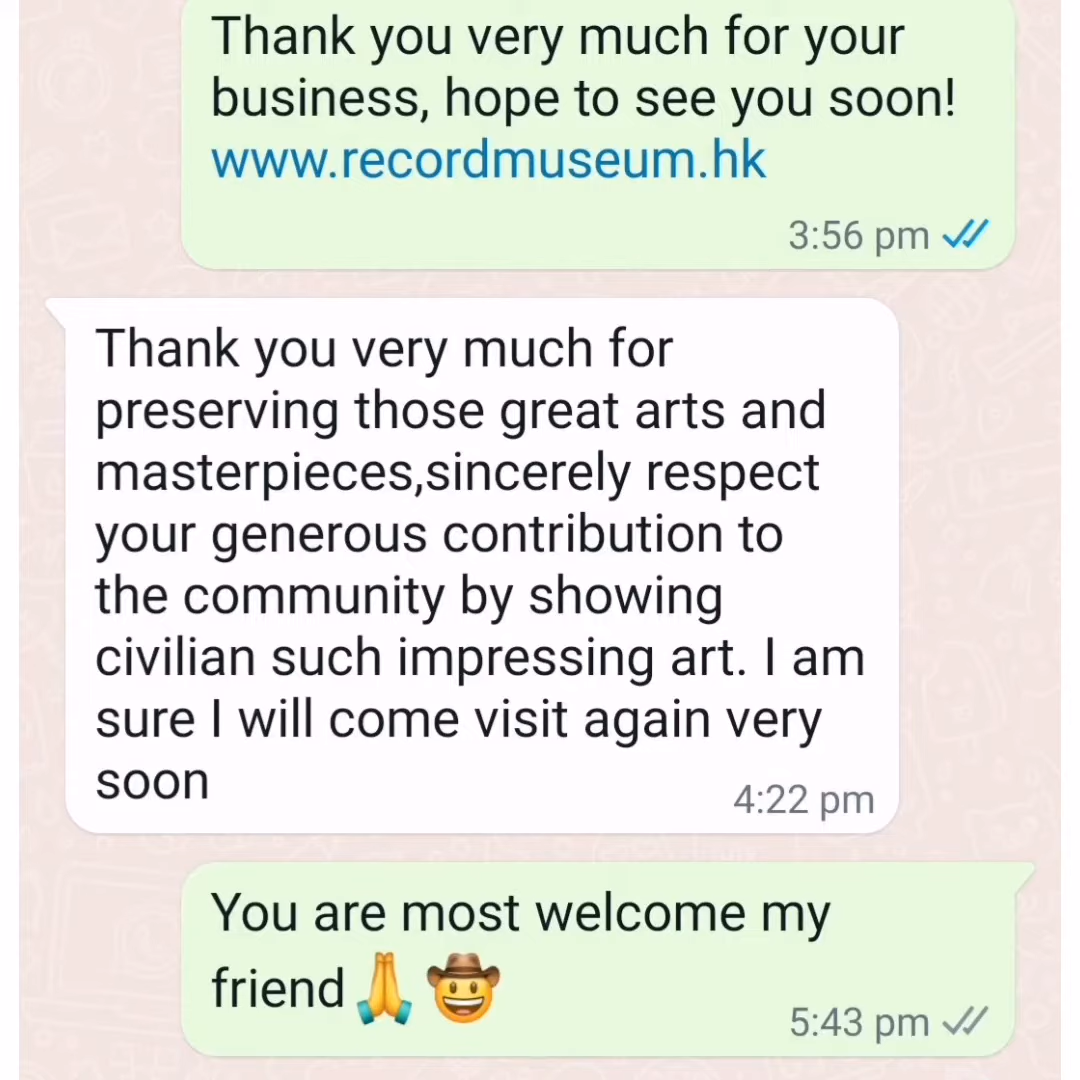 Thank you very much for your
business, hope to see you soon!
www.recordmuseum.hk
3:56 pm
Thank you very much for
preserving those great arts and
masterpieces,sincerely respect
your generous contribution to
the community by showing
civilian such impressing art. I am
sure I will come visit again very
soon
4:22 pm
You are most welcome my
friend🙏🤠
5:43 pm